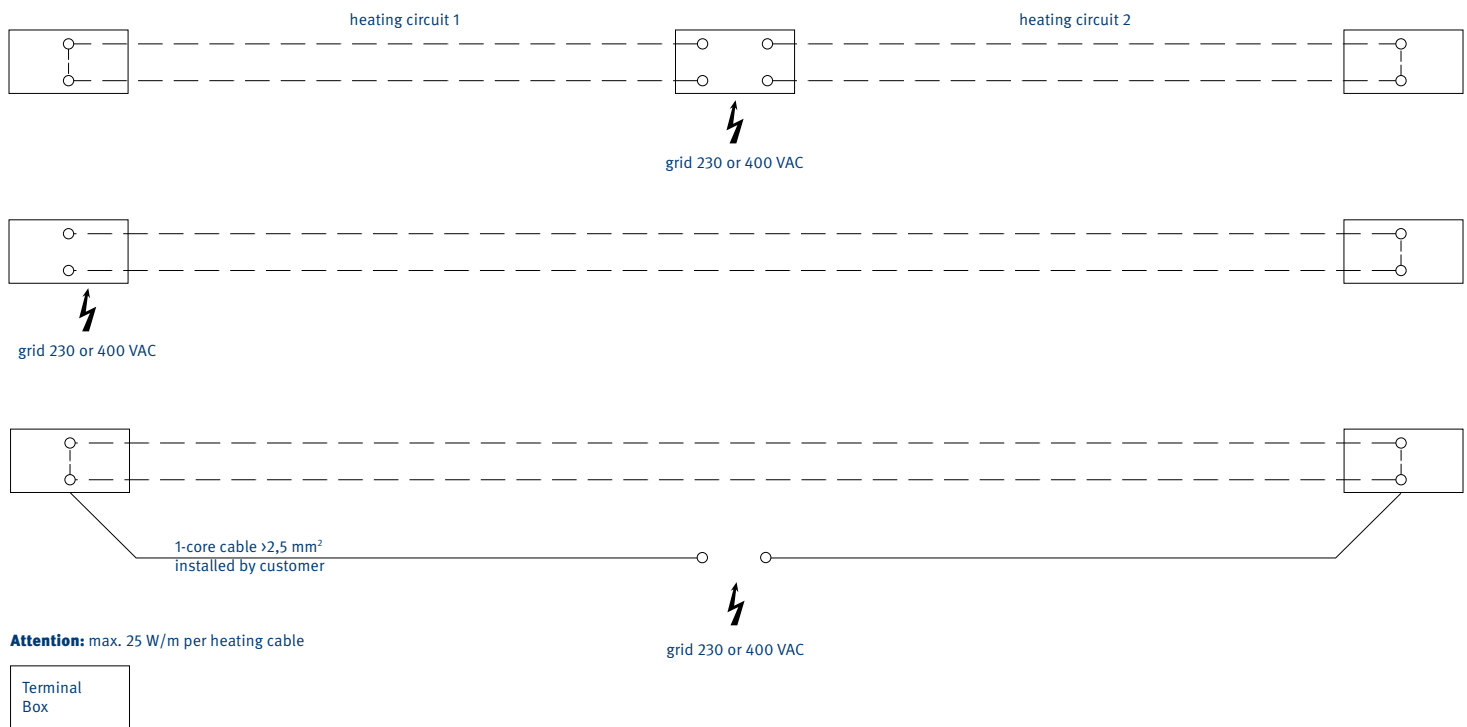 heating circuit 1
heating circuit 2
grid 230 or 400 VAC
grid 230 or 400 VAC
1-core cable >2,5 mm²
installed by customer
grid 230 or 400 VAC
Attention: max. 25 W/m per heating cable
Terminal
Box